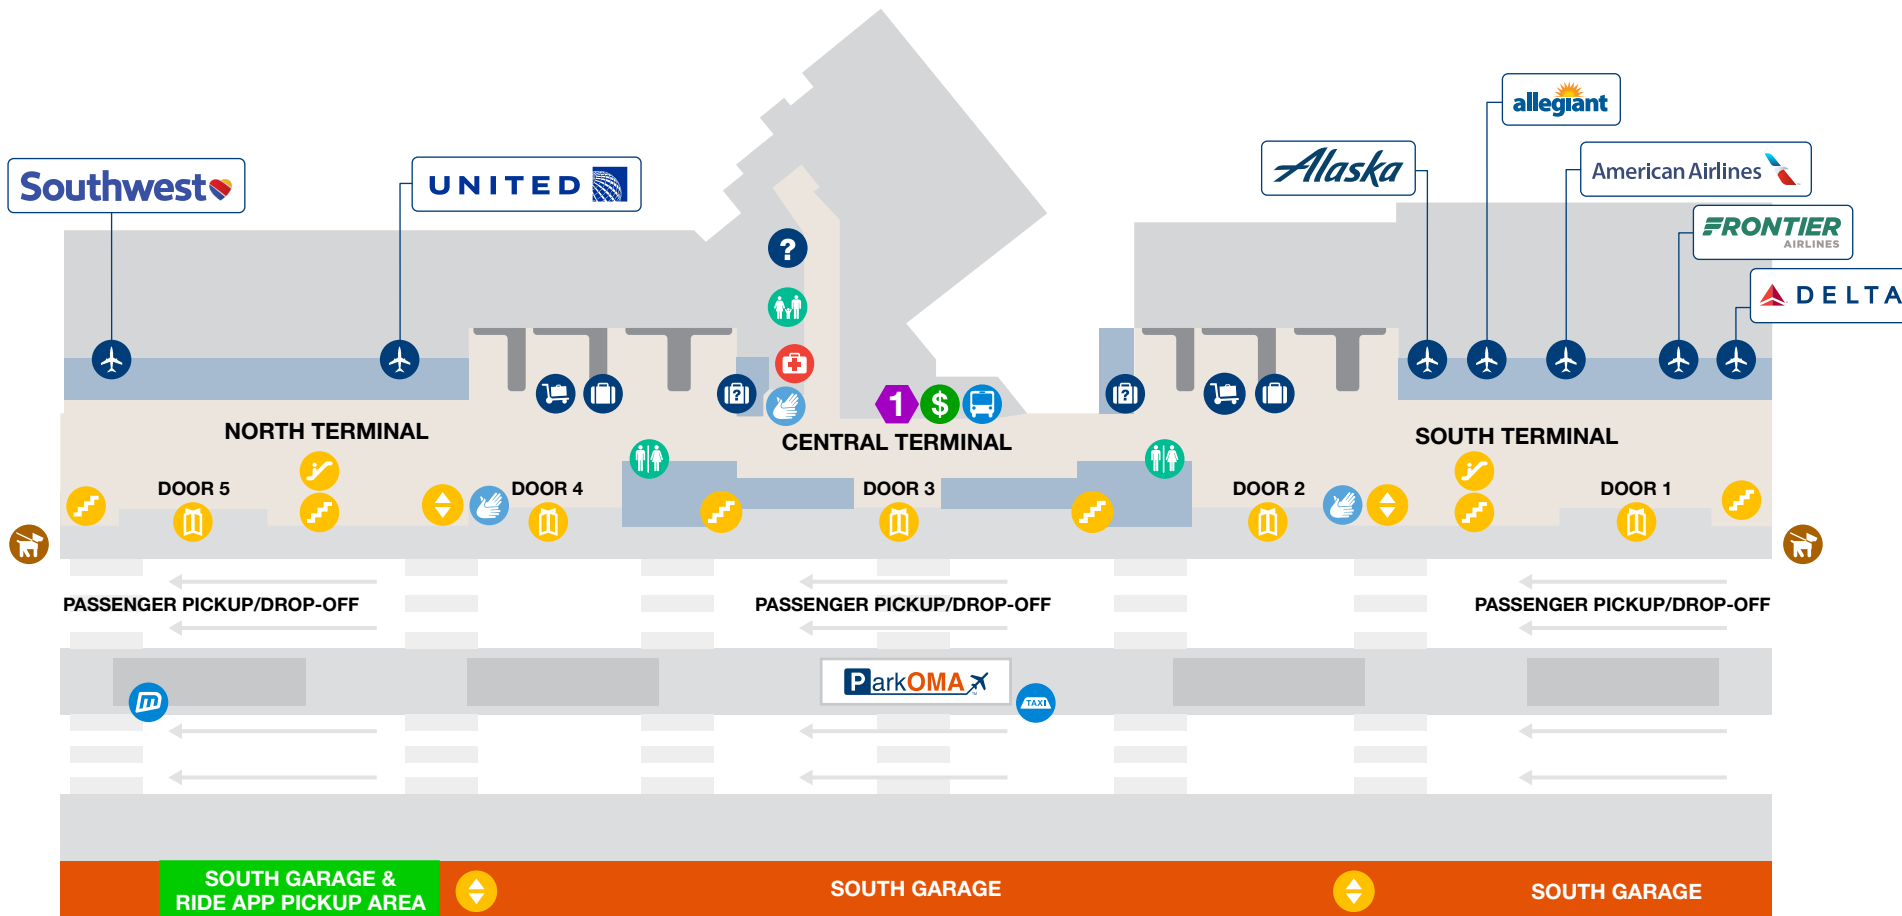 allegiant
Alaska
American Airlines
Southwest
UNITED
FRONTIER
AIRLINES
DELTA
?
?
?
1
$
NORTH TERMINAL
CENTRAL TERMINAL
SOUTH TERMINAL
DOOR 5
DOOR 4
DOOR 3
DOOR 2
DOOR 1
PASSENGER PICKUP/DROP-OFF
PASSENGER PICKUP/DROP-OFF
PASSENGER PICKUP/DROP-OFF
ParkOMA
m
TAXI
SOUTH GARAGE &
RIDE APP PICKUP AREA
SOUTH GARAGE
SOUTH GARAGE